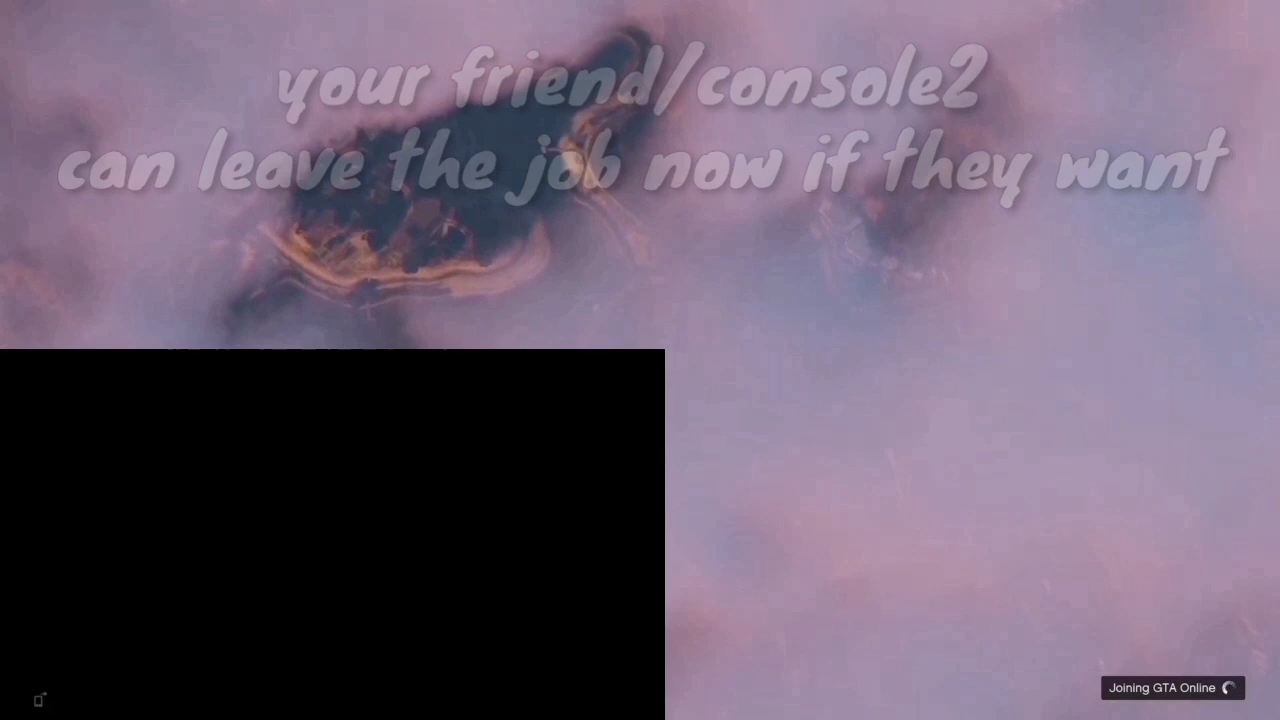 your friend/console2
can leave the job now if they want
Joining GTA Online